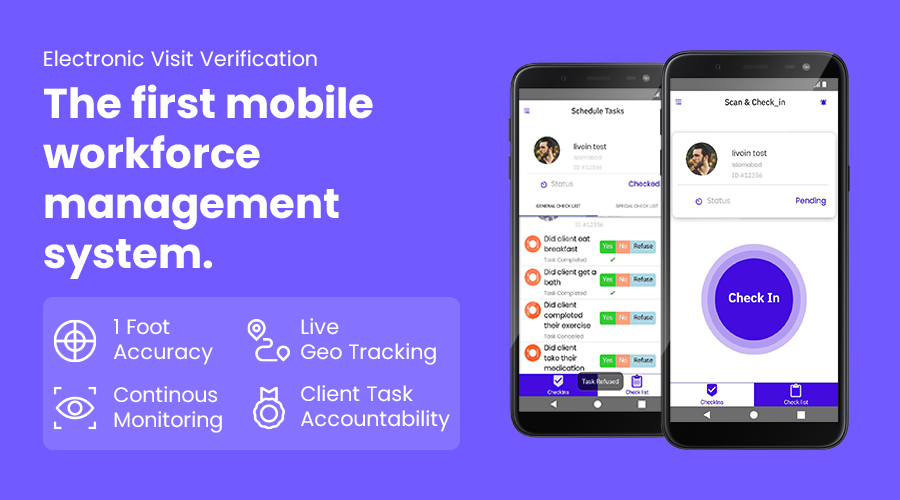 Electronic Visit Verification
The first mobile
workforce
management
system.
1 Foot
Accuracy
Live
Geo Tracking
Continous
Monitoring
Client Task
Accountability
Schedule Tasks
livoin test
Islamabad
ID #12356
Status Checked
GENERAL CHECK LIST SPECIAL CHECK LIST
ID #12356
Did client eat
breakfast
Yes No Refuse
Task Completed
Did client get a
bath
Yes No Refuse
Task Completed
Did client
completed
their exercise
Yes No Refuse
Task Canceled
Did client
take their
medication
Yes No Refuse
Task Refused
CheckIns Check list
Scan & Check_in
livoin test
Islamabad
ID #12356
Status Pending
Check In
CheckIns Check list